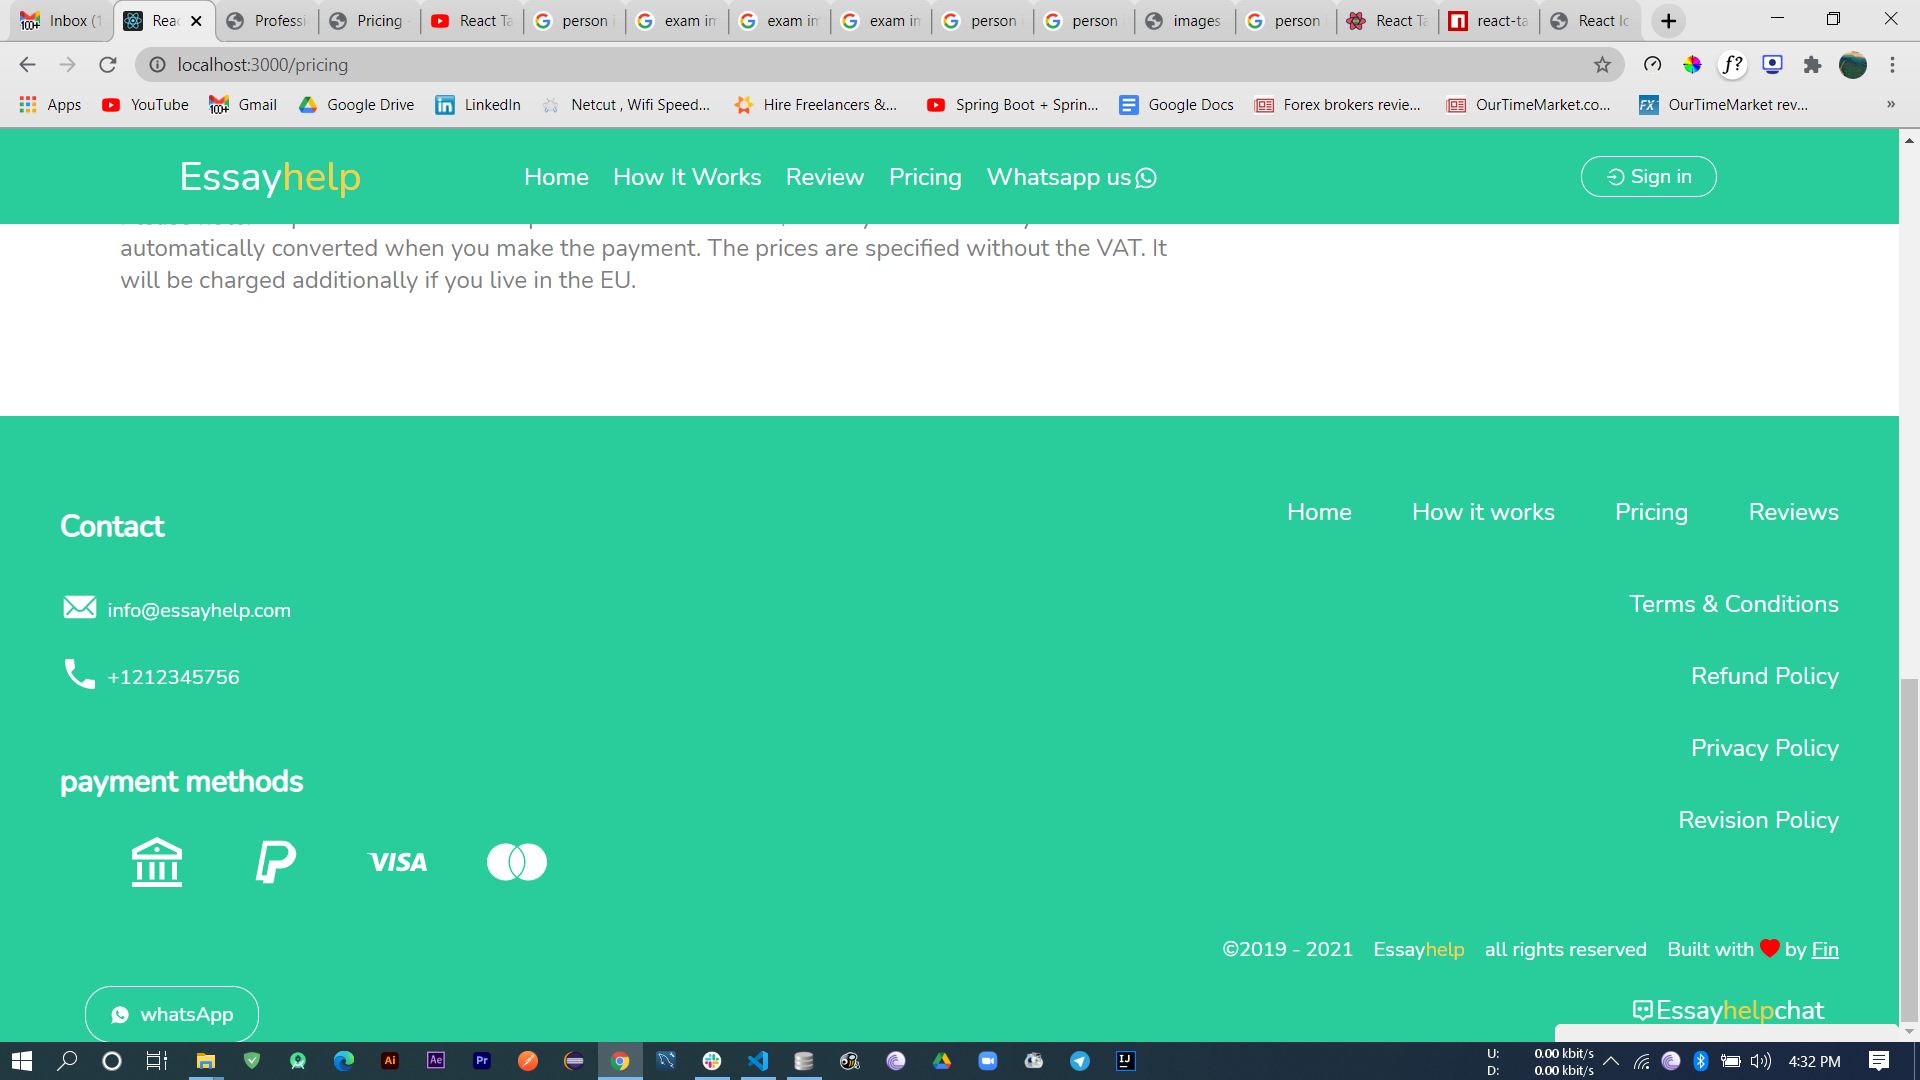 Inbox (1
Reac
Professi
Pricing
React Ta
person i
exam im
exam im
exam im
person
person
images
person
React Ta
react-ta
React Ic
localhost:3000/pricing
Apps
YouTube
Gmail
Google Drive
LinkedIn
Netcut , Wifi Speed...
Hire Freelancers &...
Spring Boot + Sprin...
Google Docs
Forex brokers revie...
OurTimeMarket.co...
OurTimeMarket rev...
»
Essayhelp
Home
How It Works
Review
Pricing
Whatsapp us
Sign in
automatically converted when you make the payment. The prices are specified without the VAT. It
will be charged additionally if you live in the EU.
Contact
info@essayhelp.com
+1212345756
payment methods
VISA
whatsApp
Home
How it works
Pricing
Reviews
Terms & Conditions
Refund Policy
Privacy Policy
Revision Policy
©2019 - 2021 Essayhelp all rights reserved Built with by Fin
Essayhelpchat
U: 0.00 kbit/s
D: 0.00 kbit/s
4:32 PM